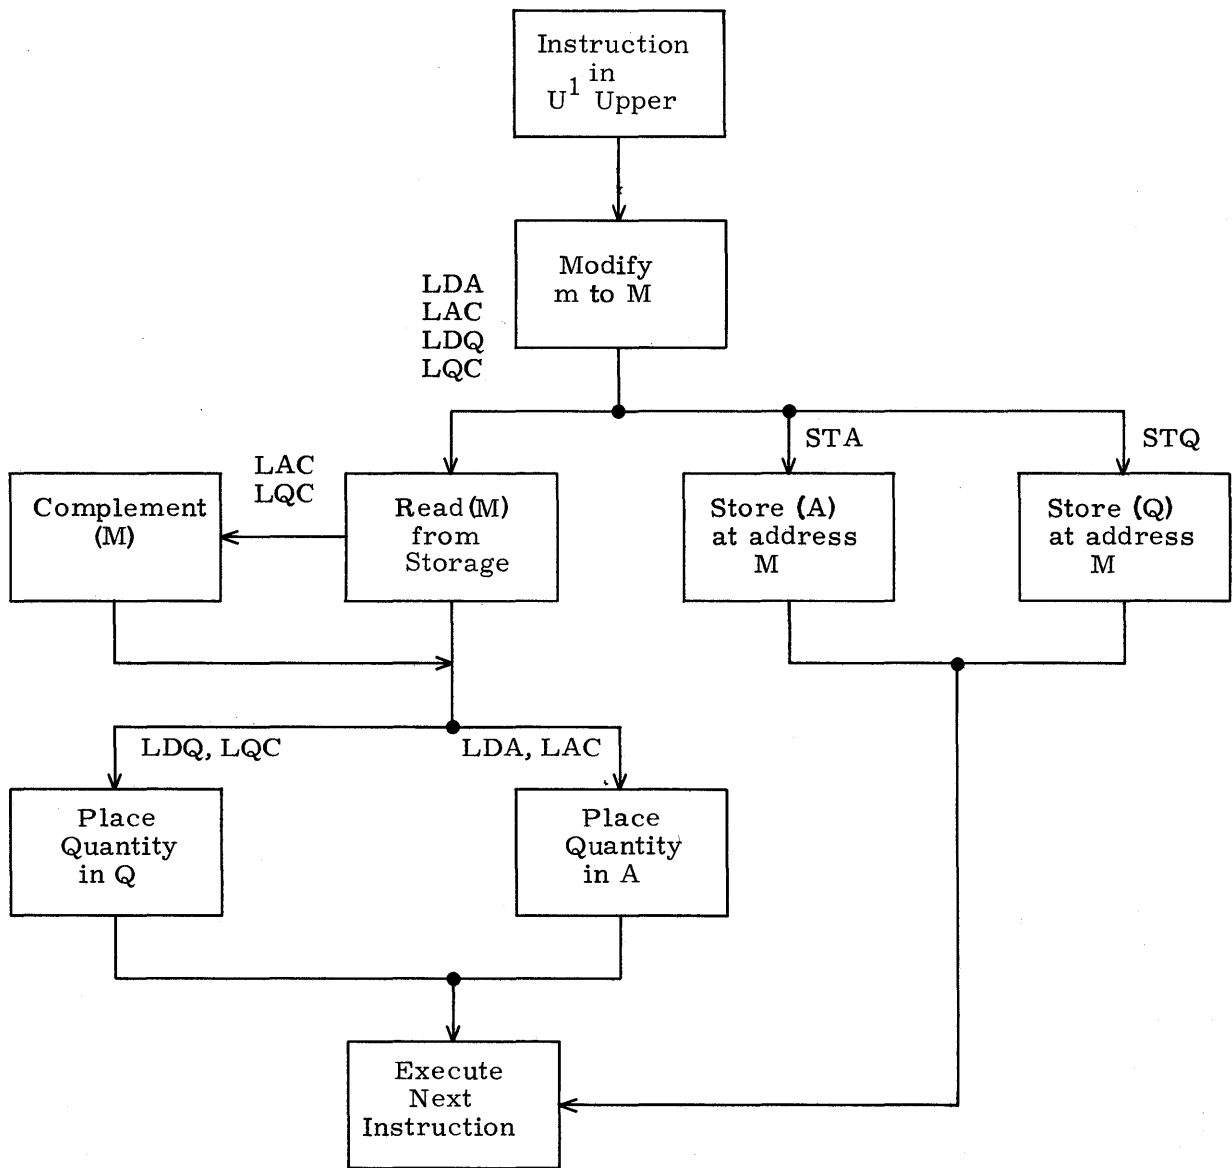 Instruction
in
U¹ Upper
Modify
m to M
LDA
LAC
LDQ
LQC
STA
STQ
LAC
LQC
Complement
(M)
Read (M)
from
Storage
Store (A)
at address
M
Store (Q)
at address
M
LDQ, LQC
LDA, LAC
Place
Quantity
in Q
Place
Quantity
in A
Execute
Next
Instruction